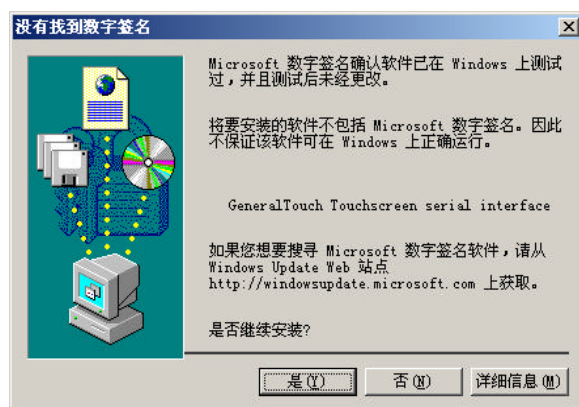 没有找到数字签名
Microsoft 数字签名确认软件已在 Windows 上测试
过，并且测试后未经更改。
将要安装的软件不包括 Microsoft 数字签名。因此
不保证该软件可在 Windows 上正确运行。
GeneralTouch Touchscreen serial interface
如果您想要搜寻 Microsoft 数字签名软件，请从
Windows Update Web 站点
http://windowsupdate.microsoft.com 上获取。
是否继续安装?
是(Y)
否(N)
详细信息(M)